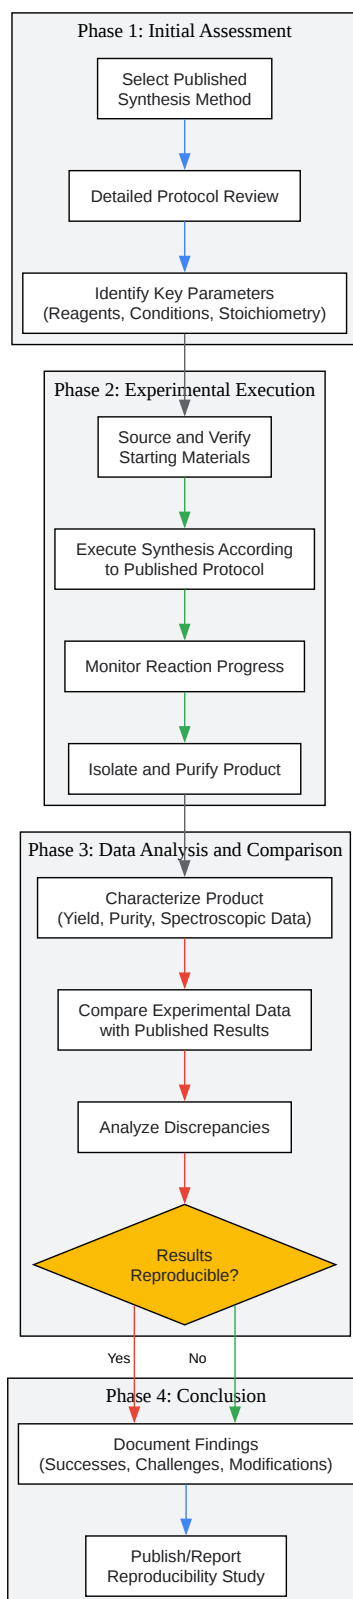 Phase 1: Initial Assessment
Select Published
Synthesis Method
Detailed Protocol Review
Identify Key Parameters
(Reagents, Conditions, Stoichiometry)
Phase 2: Experimental Execution
Source and Verify
Starting Materials
Execute Synthesis According
to Published Protocol
Monitor Reaction Progress
Isolate and Purify Product
Phase 3: Data Analysis and Comparison
Characterize Product
(Yield, Purity, Spectroscopic Data)
Compare Experimental Data
with Published Results
Analyze Discrepancies
Results
Reproducible?
Yes
No
Phase 4: Conclusion
Document Findings
(Successes, Challenges, Modifications)
Publish/Report
Reproducibility Study